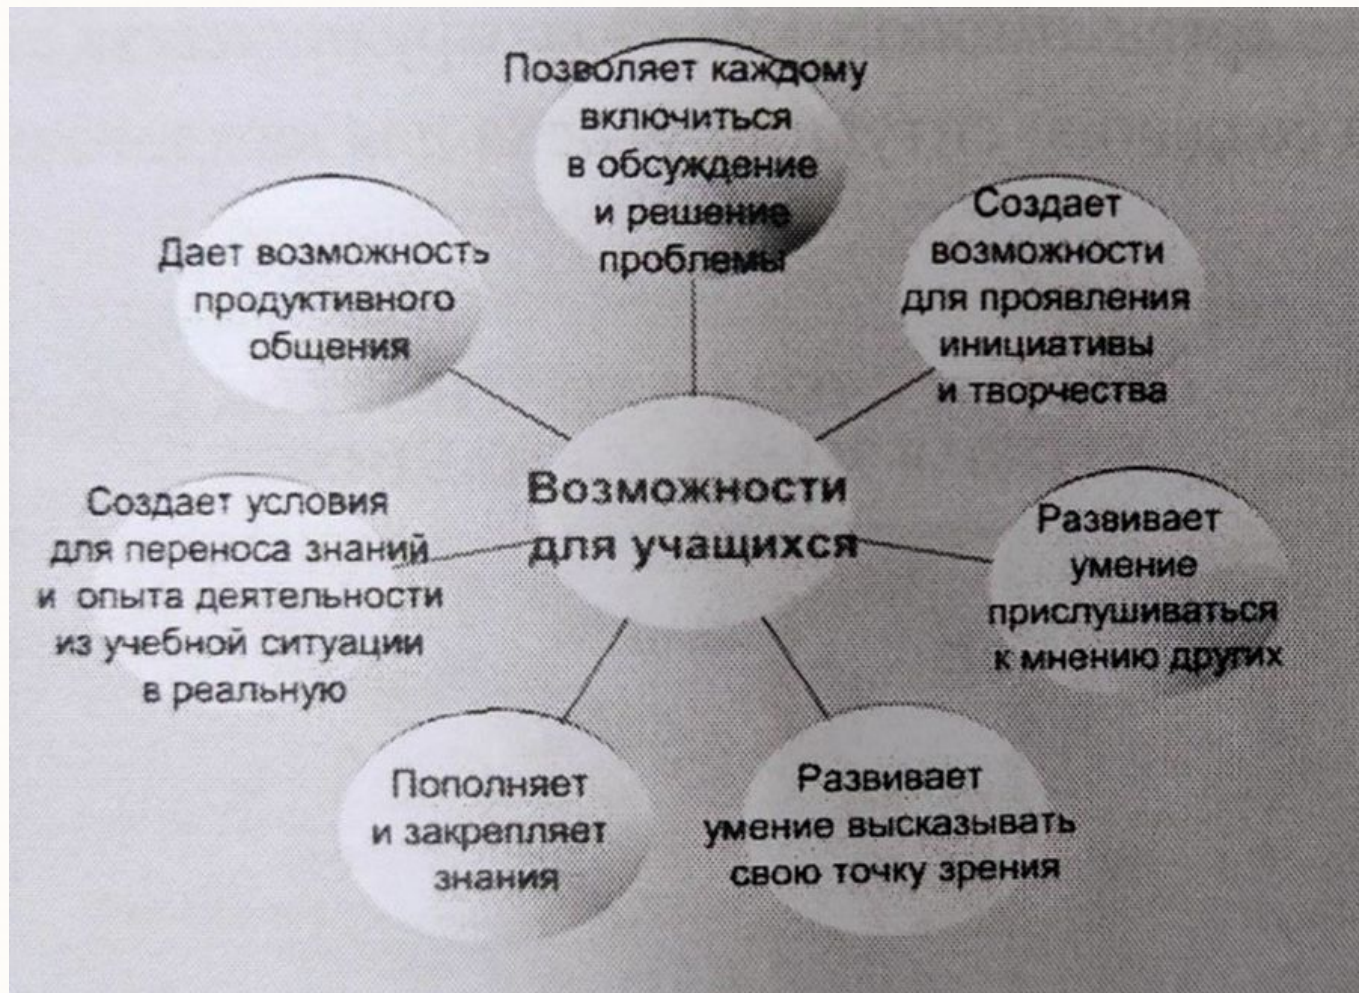 Позволяет каждому
включиться
в обсуждение
и решение
проблемы
Создает
возможности
для проявления
инициативы
и творчества
Дает возможность
продуктивного
общения
Возможности
для учащихся
Создает условия
для переноса знаний
и опыта деятельности
из учебной ситуации
в реальную
Развивает
умение
прислушиваться
к мнению других
Пополняет
и закрепляет
знания
Развивает
умение высказывать
свою точку зрения